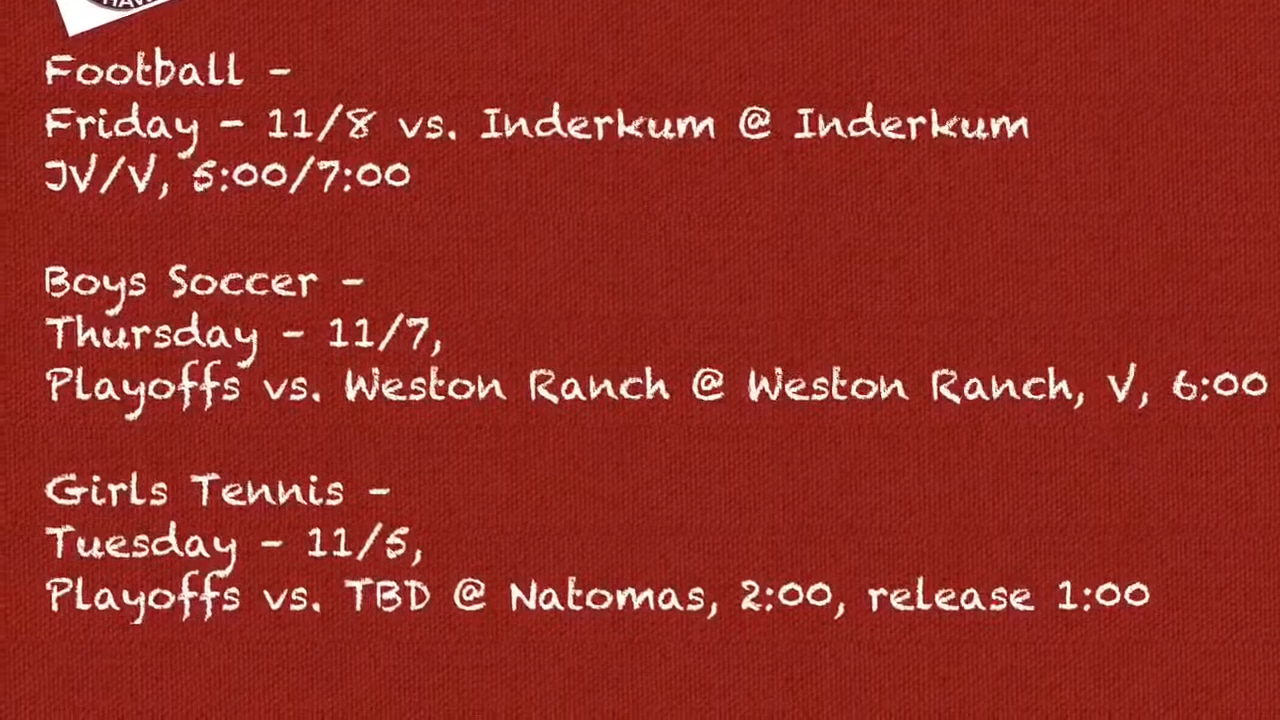 Football -
Friday - 11/8 vs. Inderkum @ Inderkum
JV/V, 5:00/7:00
Boys Soccer -
Thursday - 11/7,
Playoffs vs. Weston Ranch @ Weston Ranch, V, 6:00
Girls Tennis -
Tuesday - 11/5,
Playoffs vs. TBD @ Natomas, 2:00, release 1:00